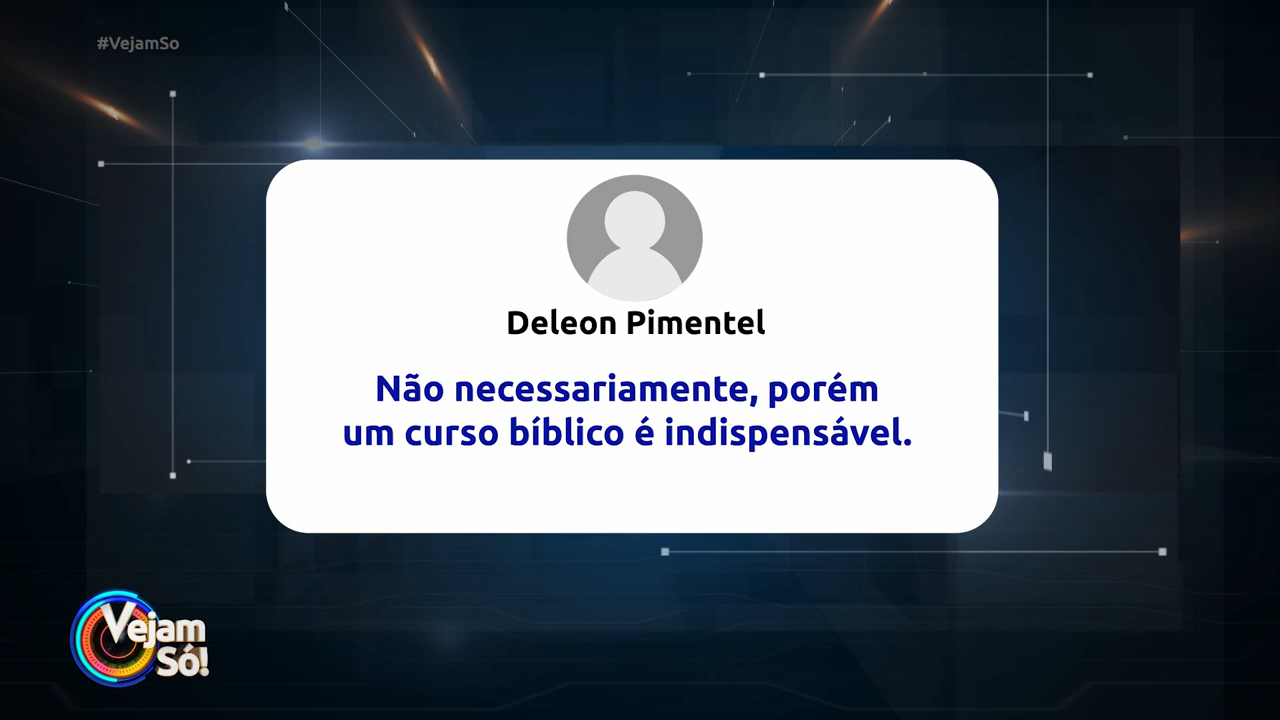 #VejamSo
Deleon Pimentel
Não necessariamente, porém
um curso bíblico é indispensável.
Vejam
Só!